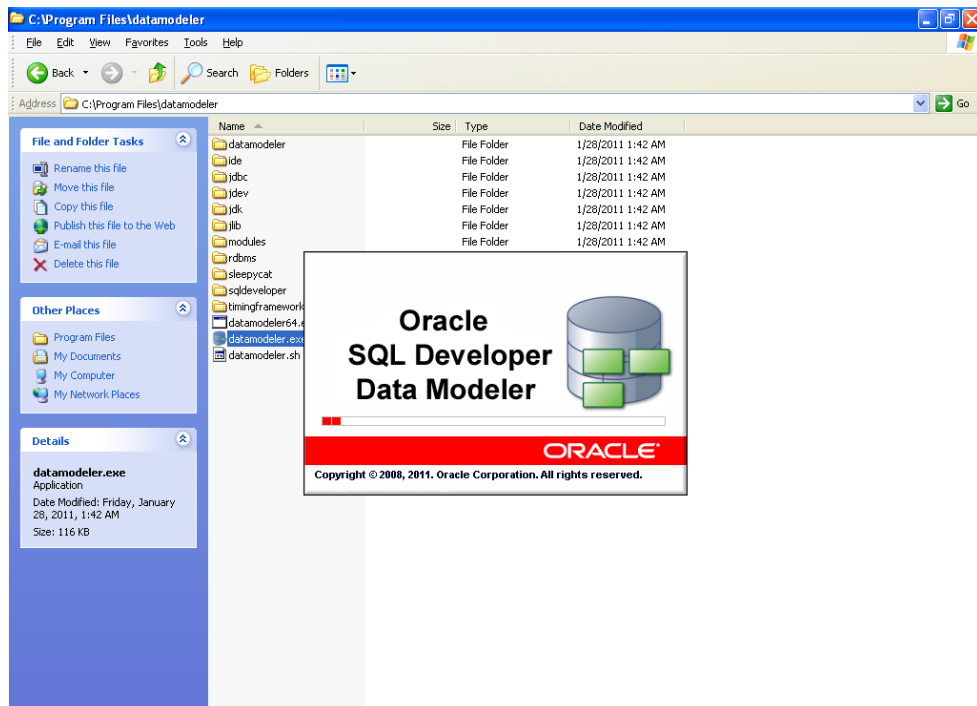 C:\Program Files\datamodeler
File Edit View Favorites Tools Help
Back Search Folders
Address C:\Program Files\datamodeler Go
File and Folder Tasks
Rename this file
Move this file
Copy this file
Publish this file to the Web
E-mail this file
Delete this file
Other Places
Program Files
My Documents
My Computer
My Network Places
Details
datamodeler.exe
Application
Date Modified: Friday, January
28, 2011, 1:42 AM
Size: 116 KB
Name Size Type Date Modified
datamodeler File Folder 1/28/2011 1:42 AM
ide File Folder 1/28/2011 1:42 AM
jdbc File Folder 1/28/2011 1:42 AM
jdev File Folder 1/28/2011 1:42 AM
jdk File Folder 1/28/2011 1:42 AM
jlib File Folder 1/28/2011 1:42 AM
modules File Folder 1/28/2011 1:42 AM
rdbms
sleepycat
sqldeveloper
timingframework
datamodeler64.e
datamodeler.exe
datamodeler.sh
Oracle
SQL Developer
Data Modeler
ORACLE
Copyright © 2008, 2011. Oracle Corporation. All rights reserved.